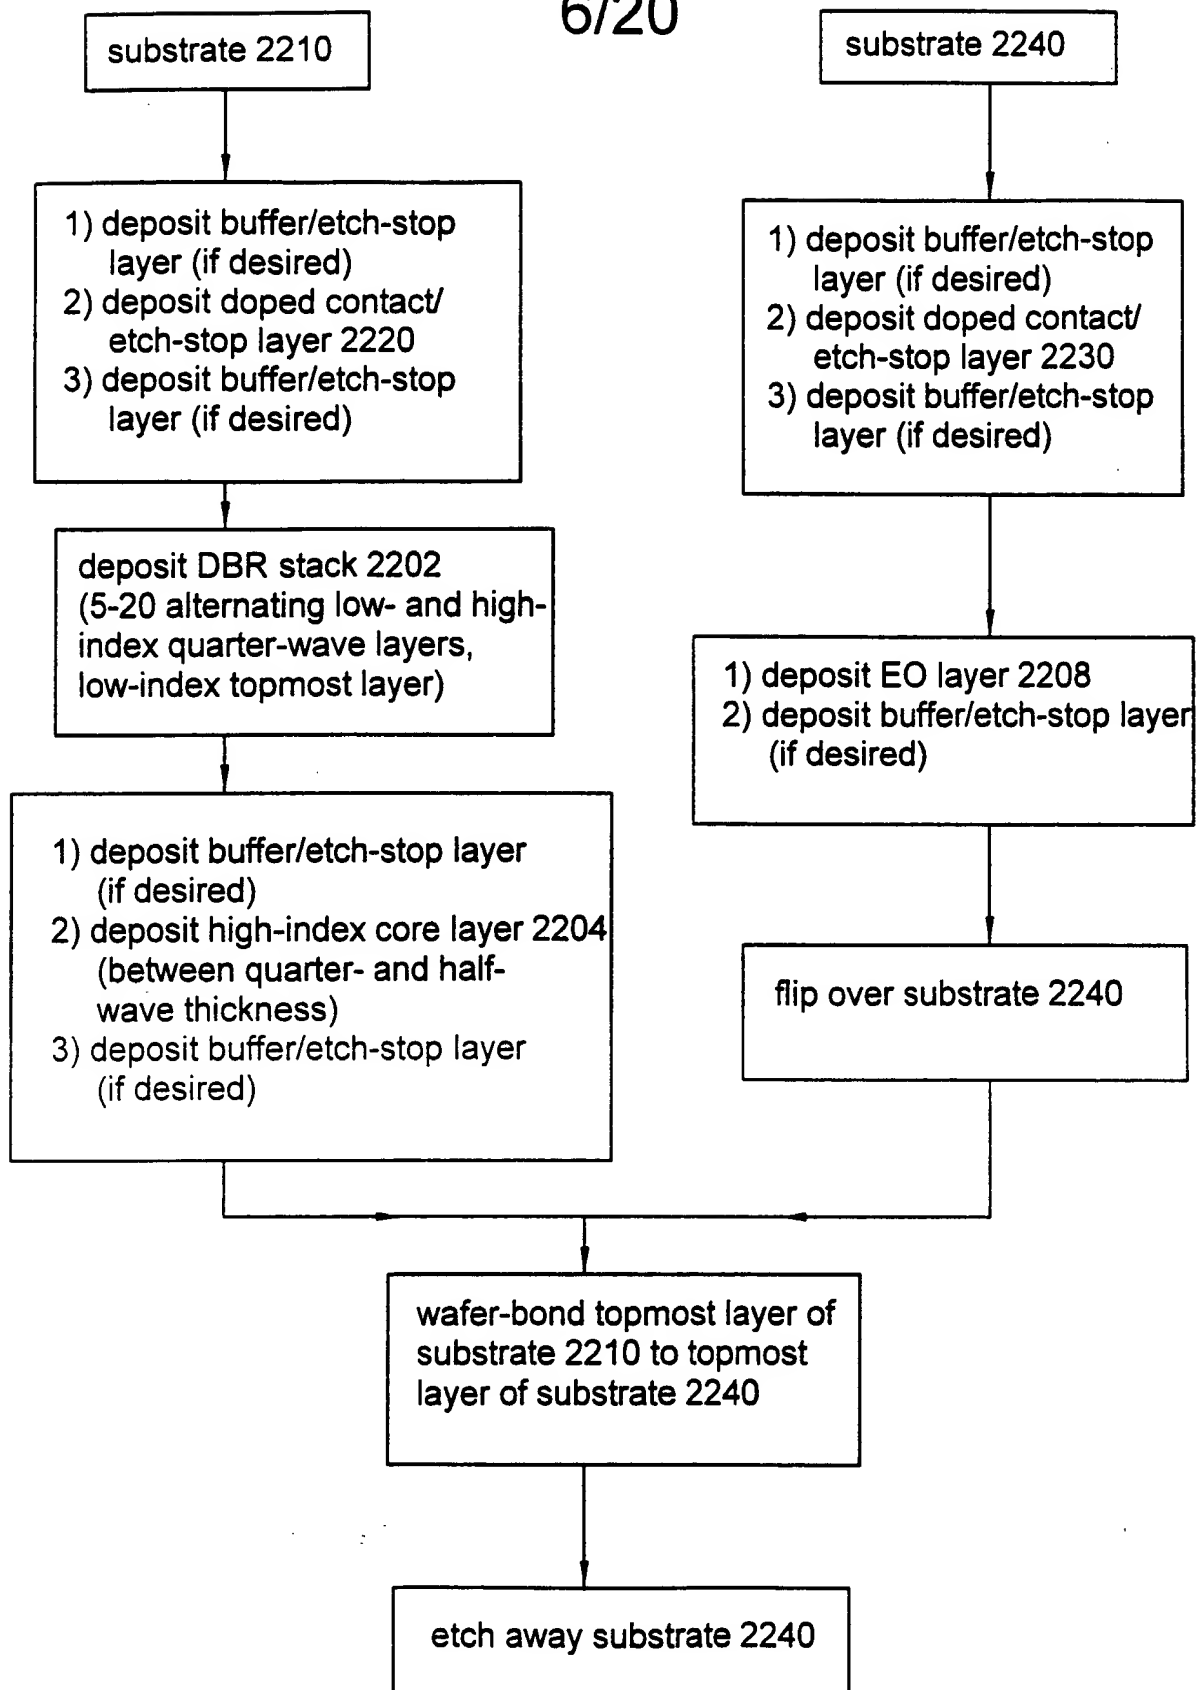 6/20
substrate 2210
substrate 2240
1) deposit buffer/etch-stop
layer (if desired)
2) deposit doped contact/
etch-stop layer 2220
3) deposit buffer/etch-stop
layer (if desired)
1) deposit buffer/etch-stop
layer (if desired)
2) deposit doped contact/
etch-stop layer 2230
3) deposit buffer/etch-stop
layer (if desired)
deposit DBR stack 2202
(5-20 alternating low- and high-
index quarter-wave layers,
low-index topmost layer)
1) deposit EO layer 2208
2) deposit buffer/etch-stop layer
(if desired)
1) deposit buffer/etch-stop layer
(if desired)
2) deposit high-index core layer 2204
(between quarter- and half-
wave thickness)
3) deposit buffer/etch-stop layer
(if desired)
flip over substrate 2240
wafer-bond topmost layer of
substrate 2210 to topmost
layer of substrate 2240
etch away substrate 2240